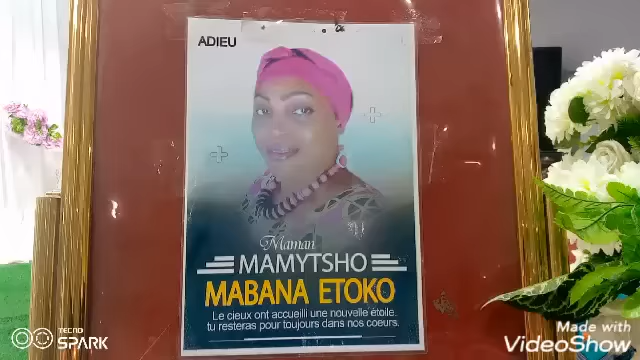 ADIEU
Maman
MAMYTSHO
MABANA ETOKO
Le cieux ont accueilli une nouvelle étoile.
tu resteras pour toujours dans nos coeurs.
TECNO
SPARK
Made with
VideoShow